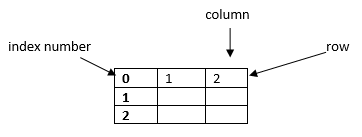 column
index number
row
0 1 2
1
2